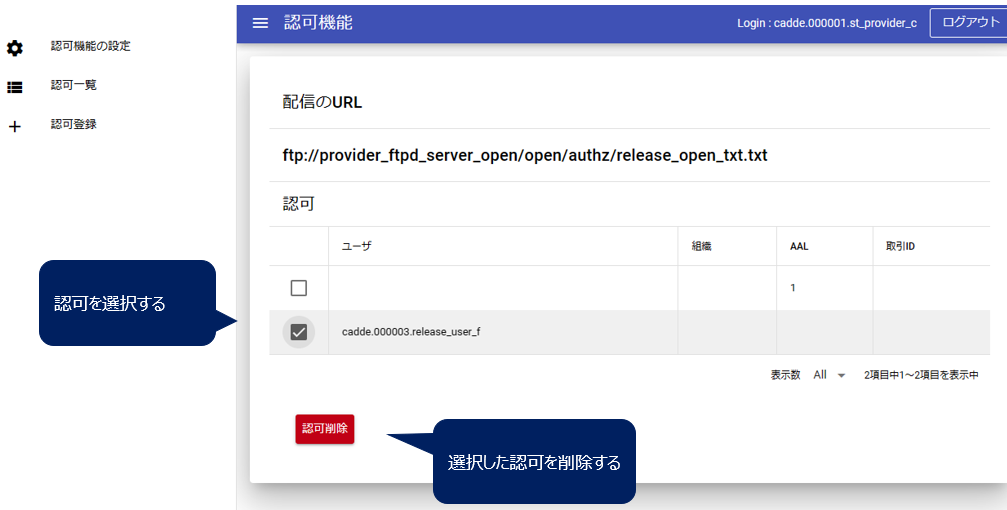 認可機能
Login : cadde.000001.st_provider_c
ログアウト
認可機能の設定
認可一覧
認可登録
配信のURL
ftp://provider_ftpd_server_open/open/authz/release_open_txt.txt
認可
ユーザ 組織 AAL 取引ID
1
cadde.000003.release_user_f
表示数 All 2項目中1～2項目を表示中
認可削除
認可を選択する
選択した認可を削除する